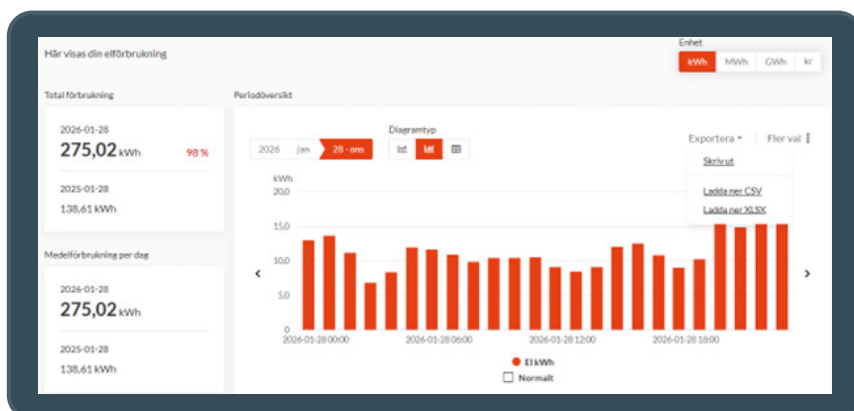 Här visas din elförbrukning
Enhet
kWh MWh GWh kr
Total förbrukning
2026-01-28
275,02 kWh 98 %
2025-01-28
138,61 kWh
Medelförbrukning per dag
2026-01-28
275,02 kWh
2025-01-28
138,61 kWh
Periodöversikt
Diagramtyp
2026 jan 28 - ons
Exportera Fler val
Skriv ut
Ladda ner CSV
Ladda ner XLSX
kWh
20,0
15,0
10,0
5,0
0
2026-01-28 00:00 2026-01-28 06:00 2026-01-28 12:00 2026-01-28 18:00
El kWh
Normalt